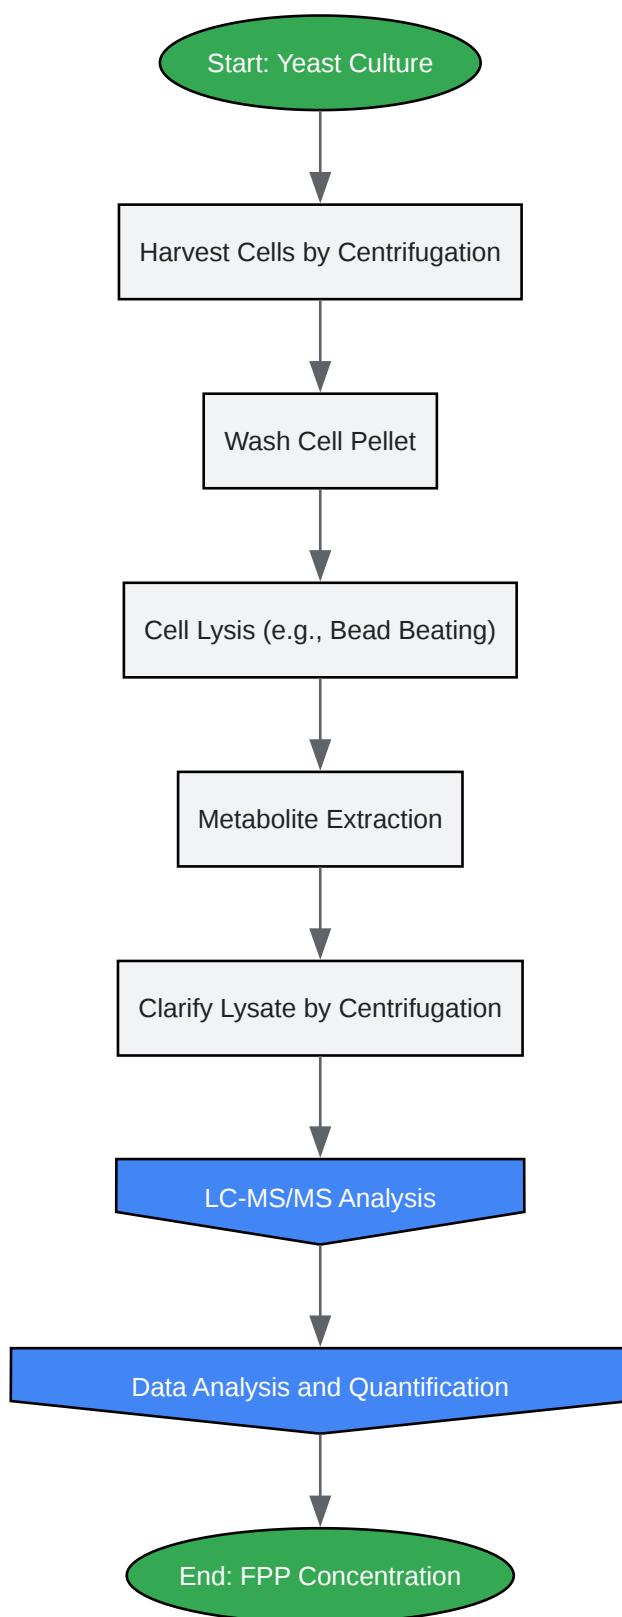 Start: Yeast Culture
Harvest Cells by Centrifugation
Wash Cell Pellet
Cell Lysis (e.g., Bead Beating)
Metabolite Extraction
Clarify Lysate by Centrifugation
LC-MS/MS Analysis
Data Analysis and Quantification
End: FPP Concentration